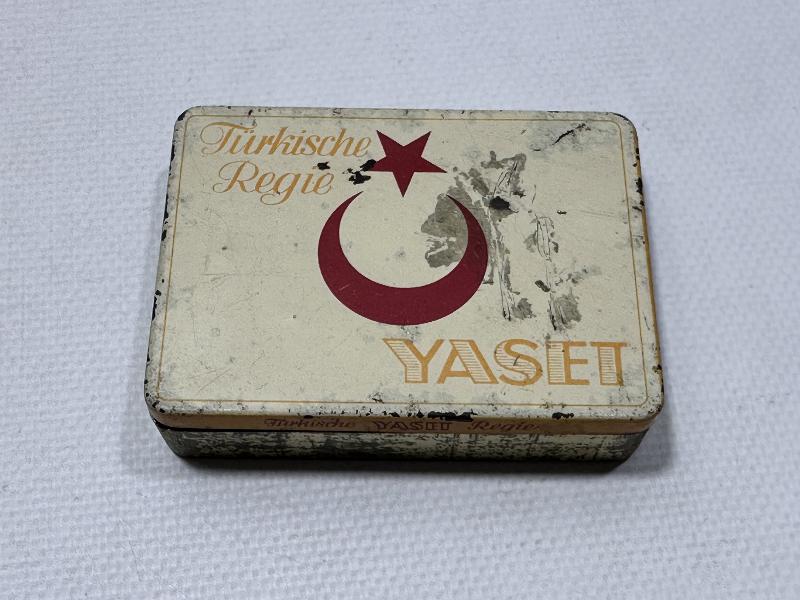 Türkische
Regie
YASET
Türkische YASET Regie